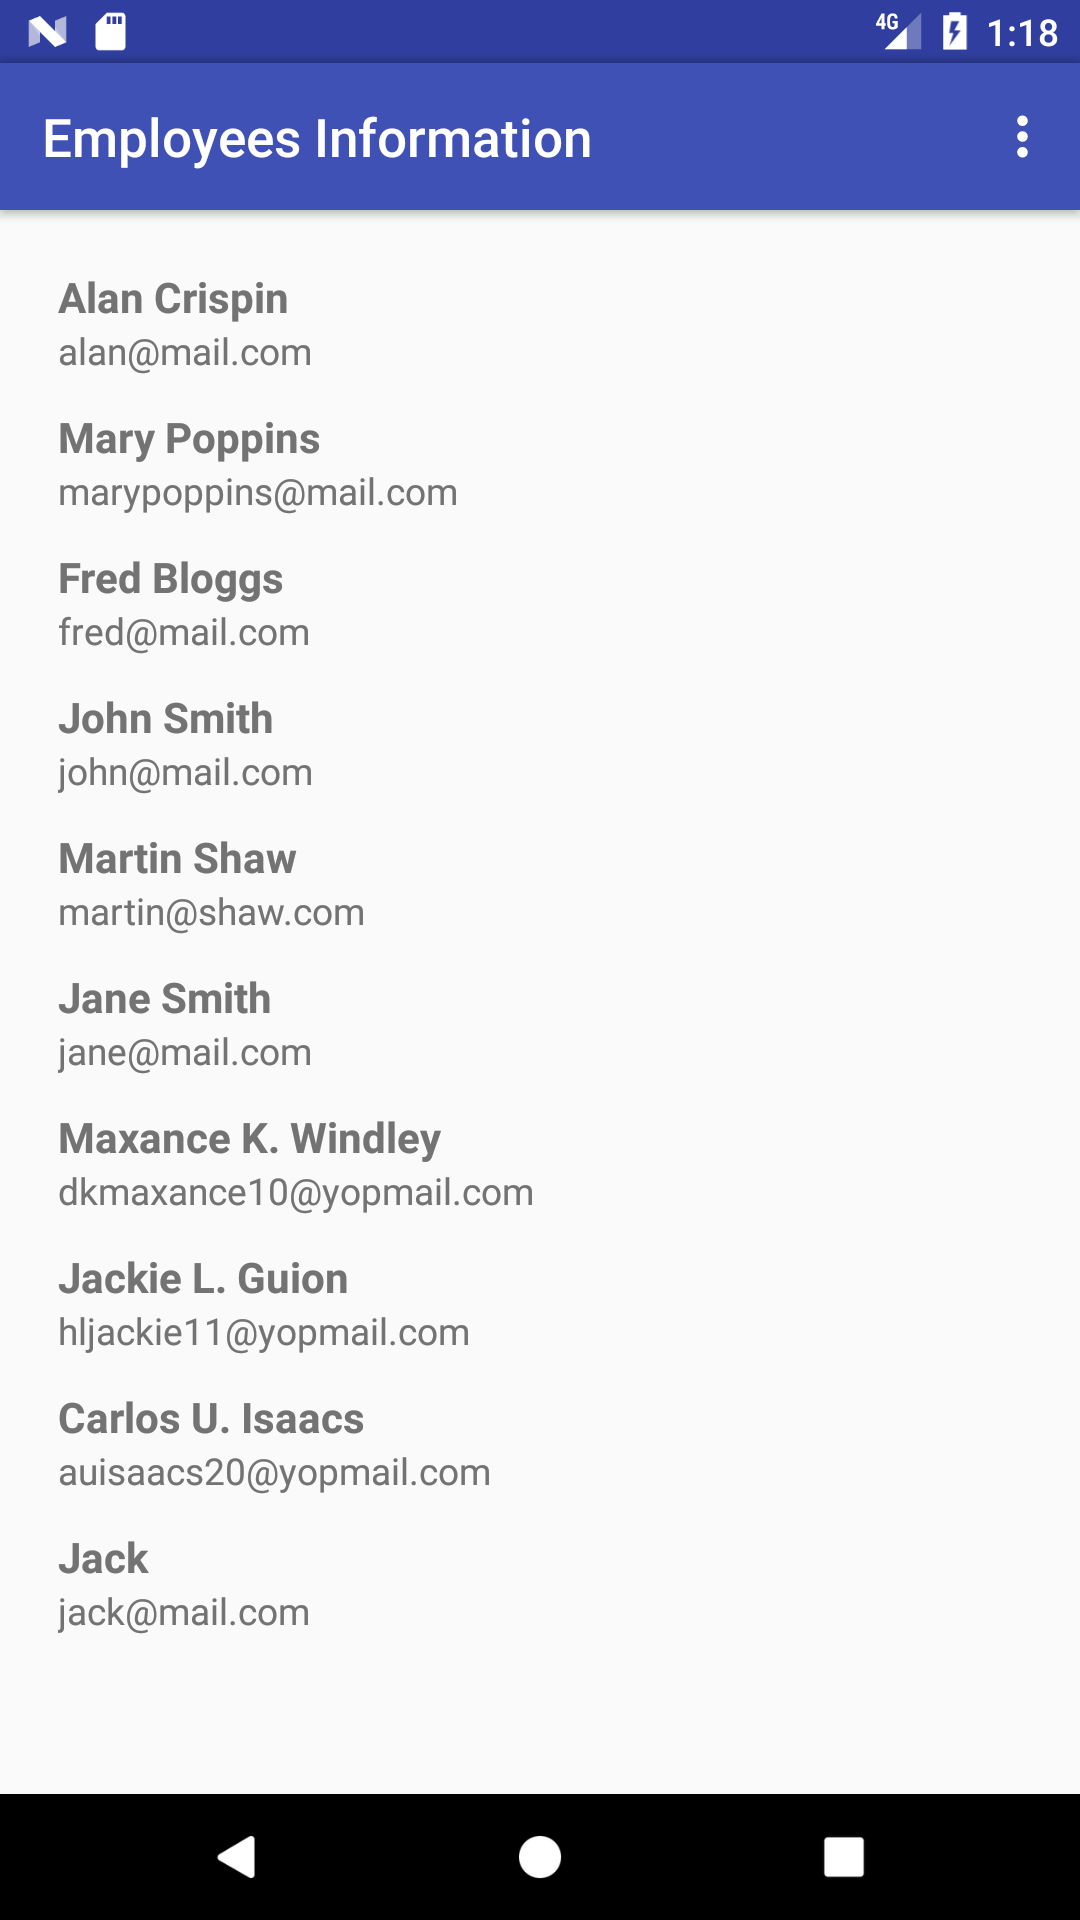 4G 1:18
Employees Information
Alan Crispin
alan@mail.com
Mary Poppins
marypoppins@mail.com
Fred Bloggs
fred@mail.com
John Smith
john@mail.com
Martin Shaw
martin@shaw.com
Jane Smith
jane@mail.com
Maxance K. Windley
dkmaxance10@yopmail.com
Jackie L. Guion
hljackie11@yopmail.com
Carlos U. Isaacs
auisaacs20@yopmail.com
Jack
jack@mail.com